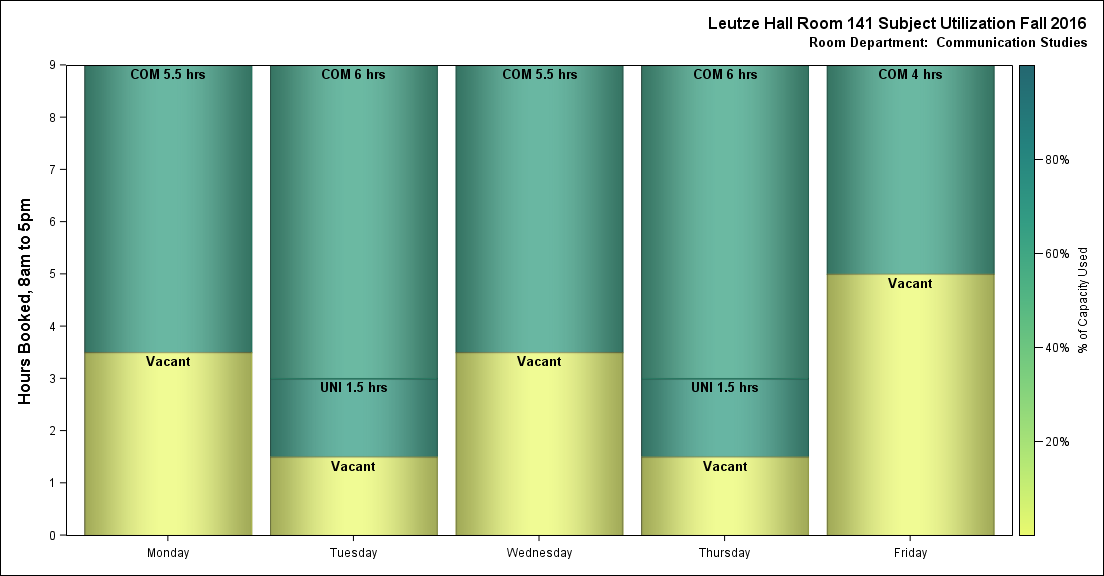 Leutze Hall Room 141 Subject Utilization Fall 2016
Room Department:  Communication Studies
Hours Booked, 8am to 5pm
9
8
7
6
5
4
3
2
1
0
COM 5.5 hrs
Vacant
COM 6 hrs
UNI 1.5 hrs
Vacant
COM 5.5 hrs
Vacant
COM 6 hrs
UNI 1.5 hrs
Vacant
COM 4 hrs
Vacant
Monday
Tuesday
Wednesday
Thursday
Friday
80%
60%
40%
20%
% of Capacity Used